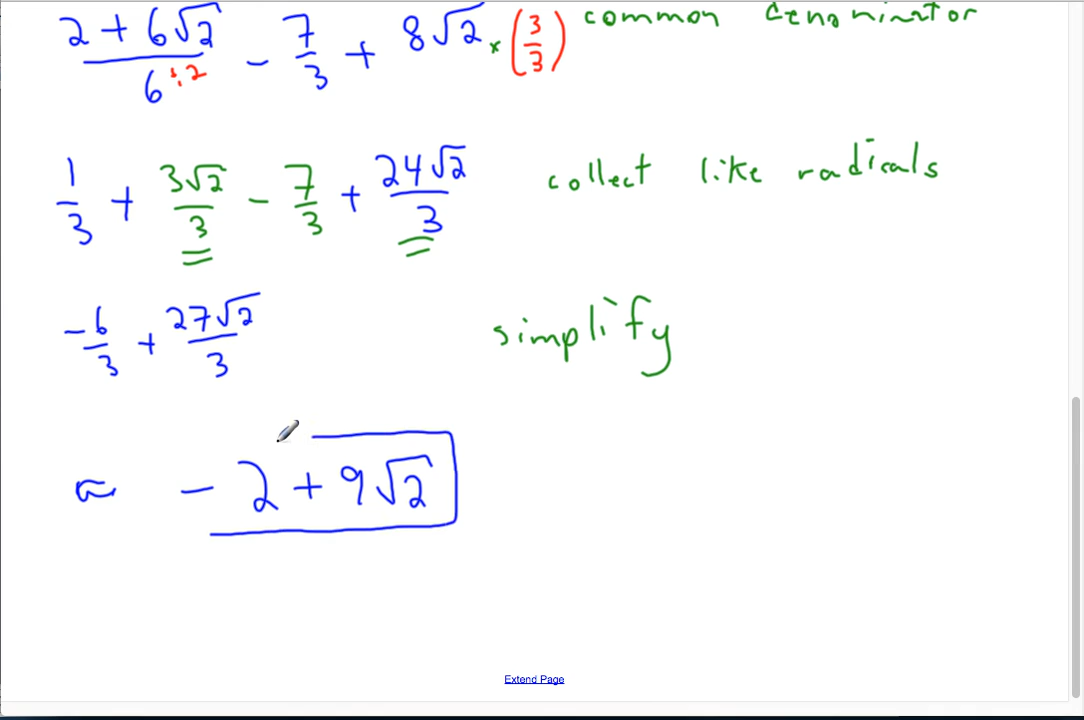 2 + 6√2 / 6 ÷2 - 7/3 + 8√2 × (3/3) common denominator
1/3 + 3√2/3 - 7/3 + 24√2/3 collect like radicals
-6/3 + 27√2/3 simplify
- 2 + 9√2
Extend Page